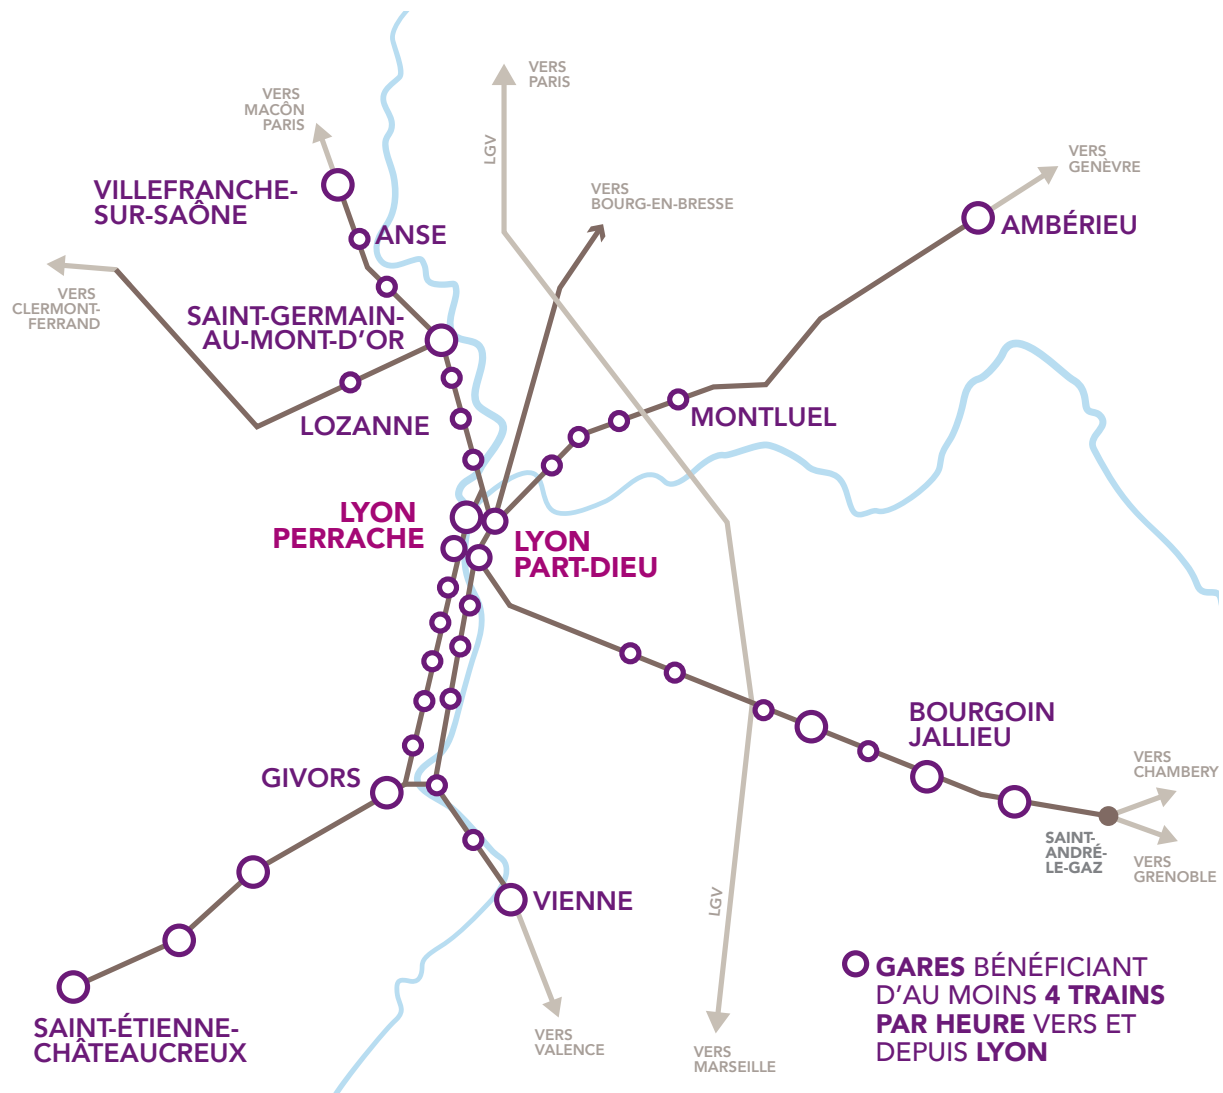 VERS
PARIS
LGV
VERS
MACÔN
PARIS
VERS
GENÈVRE
VILLEFRANCHE-
SUR-SAÔNE
VERS
BOURG-EN-BRESSE
AMBÉRIEU
ANSE
VERS
CLERMONT-
FERRAND
SAINT-GERMAIN-
AU-MONT-D'OR
LOZANNE
MONTLUEL
LYON
PERRACHE
LYON
PART-DIEU
BOURGOIN
JALLIEU
GIVORS
VERS
CHAMBERY
SAINT-
ANDRÉ-
LE-GAZ
VERS
GRENOBLE
VIENNE
LGV
GARES BÉNÉFICIANT
D'AU MOINS 4 TRAINS
PAR HEURE VERS ET
DEPUIS LYON
SAINT-ÉTIENNE-
CHÂTEAUCREUX
VERS
VALENCE
VERS
MARSEILLE